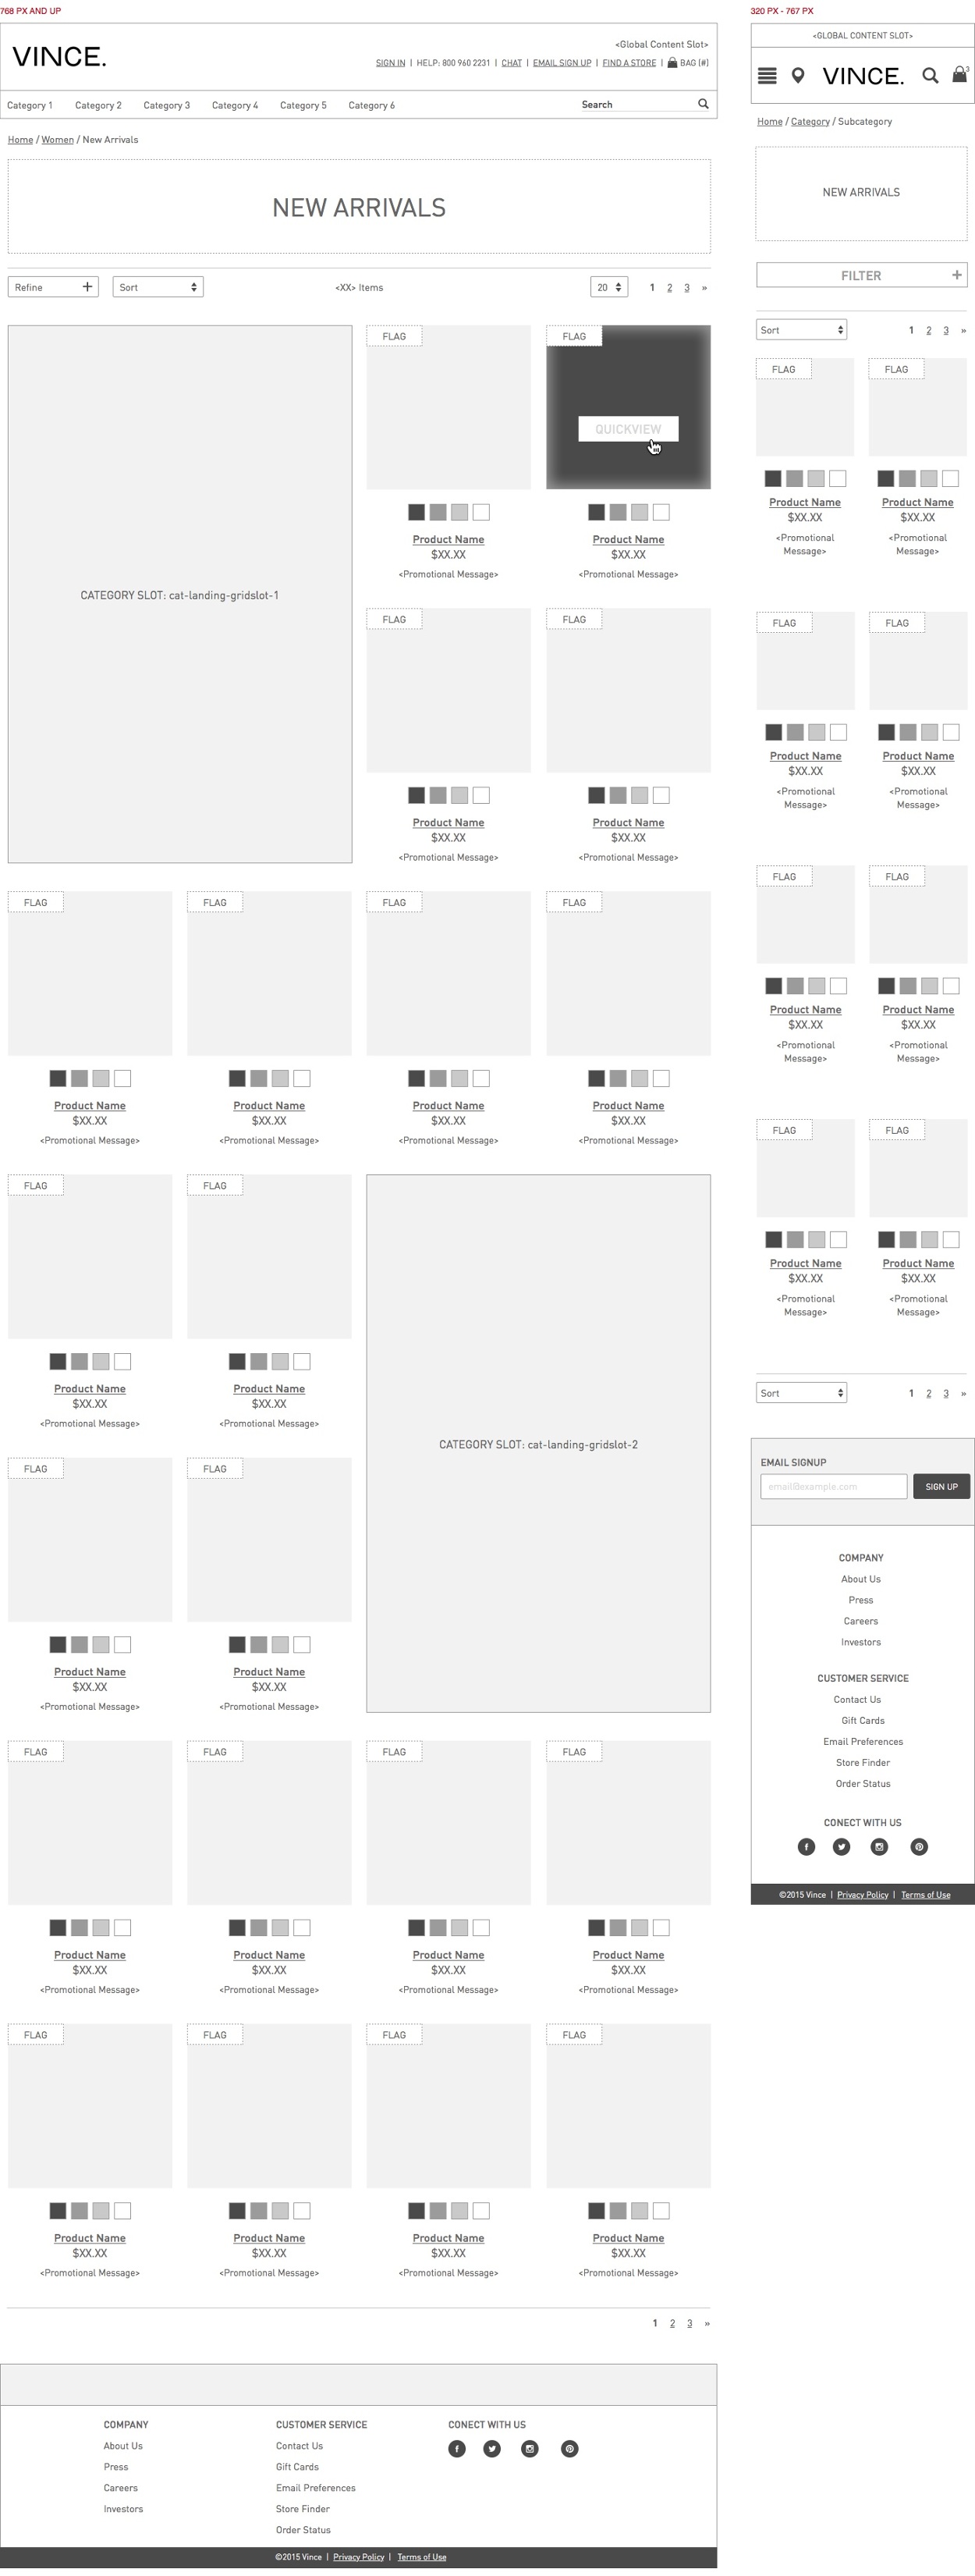 768 PX AND UP
VINCE.
<Global Content Slot>
SIGN IN | HELP: 800 960 2231 | CHAT | EMAIL SIGN UP | FIND A STORE | BAG (#)
Category 1 Category 2 Category 3 Category 4 Category 5 Category 6 Search
Home / Women / New Arrivals
NEW ARRIVALS
Refine + Sort <XX> Items 20 1 2 3 »
FLAG FLAG
QUICKVIEW
Product Name Product Name
$XX.XX $XX.XX
<Promotional Message> <Promotional Message>
CATEGORY SLOT: cat-landing-gridslot-1
FLAG FLAG
Product Name Product Name
$XX.XX $XX.XX
<Promotional Message> <Promotional Message>
FLAG FLAG FLAG FLAG
Product Name Product Name Product Name Product Name
$XX.XX $XX.XX $XX.XX $XX.XX
<Promotional Message> <Promotional Message> <Promotional Message> <Promotional Message>
FLAG FLAG
Product Name Product Name
$XX.XX $XX.XX
<Promotional Message> <Promotional Message>
CATEGORY SLOT: cat-landing-gridslot-2
FLAG FLAG
Product Name Product Name
$XX.XX $XX.XX
<Promotional Message> <Promotional Message>
FLAG FLAG FLAG FLAG
Product Name Product Name Product Name Product Name
$XX.XX $XX.XX $XX.XX $XX.XX
<Promotional Message> <Promotional Message> <Promotional Message> <Promotional Message>
FLAG FLAG FLAG FLAG
Product Name Product Name Product Name Product Name
$XX.XX $XX.XX $XX.XX $XX.XX
<Promotional Message> <Promotional Message> <Promotional Message> <Promotional Message>
1 2 3 »
COMPANY
About Us
Press
Careers
Investors
CUSTOMER SERVICE
Contact Us
Gift Cards
Email Preferences
Store Finder
Order Status
CONECT WITH US
©2015 Vince | Privacy Policy | Terms of Use
320 PX - 767 PX
<GLOBAL CONTENT SLOT>
VINCE. 3
Home / Category / Subcategory
NEW ARRIVALS
FILTER +
Sort 1 2 3 »
FLAG FLAG
Product Name Product Name
$XX.XX $XX.XX
<Promotional <Promotional
Message> Message>
FLAG FLAG
Product Name Product Name
$XX.XX $XX.XX
<Promotional <Promotional
Message> Message>
FLAG FLAG
Product Name Product Name
$XX.XX $XX.XX
<Promotional <Promotional
Message> Message>
FLAG FLAG
Product Name Product Name
$XX.XX $XX.XX
<Promotional <Promotional
Message> Message>
Sort 1 2 3 »
EMAIL SIGNUP
email@example.com SIGN UP
COMPANY
About Us
Press
Careers
Investors
CUSTOMER SERVICE
Contact Us
Gift Cards
Email Preferences
Store Finder
Order Status
CONECT WITH US
©2015 Vince | Privacy Policy | Terms of Use